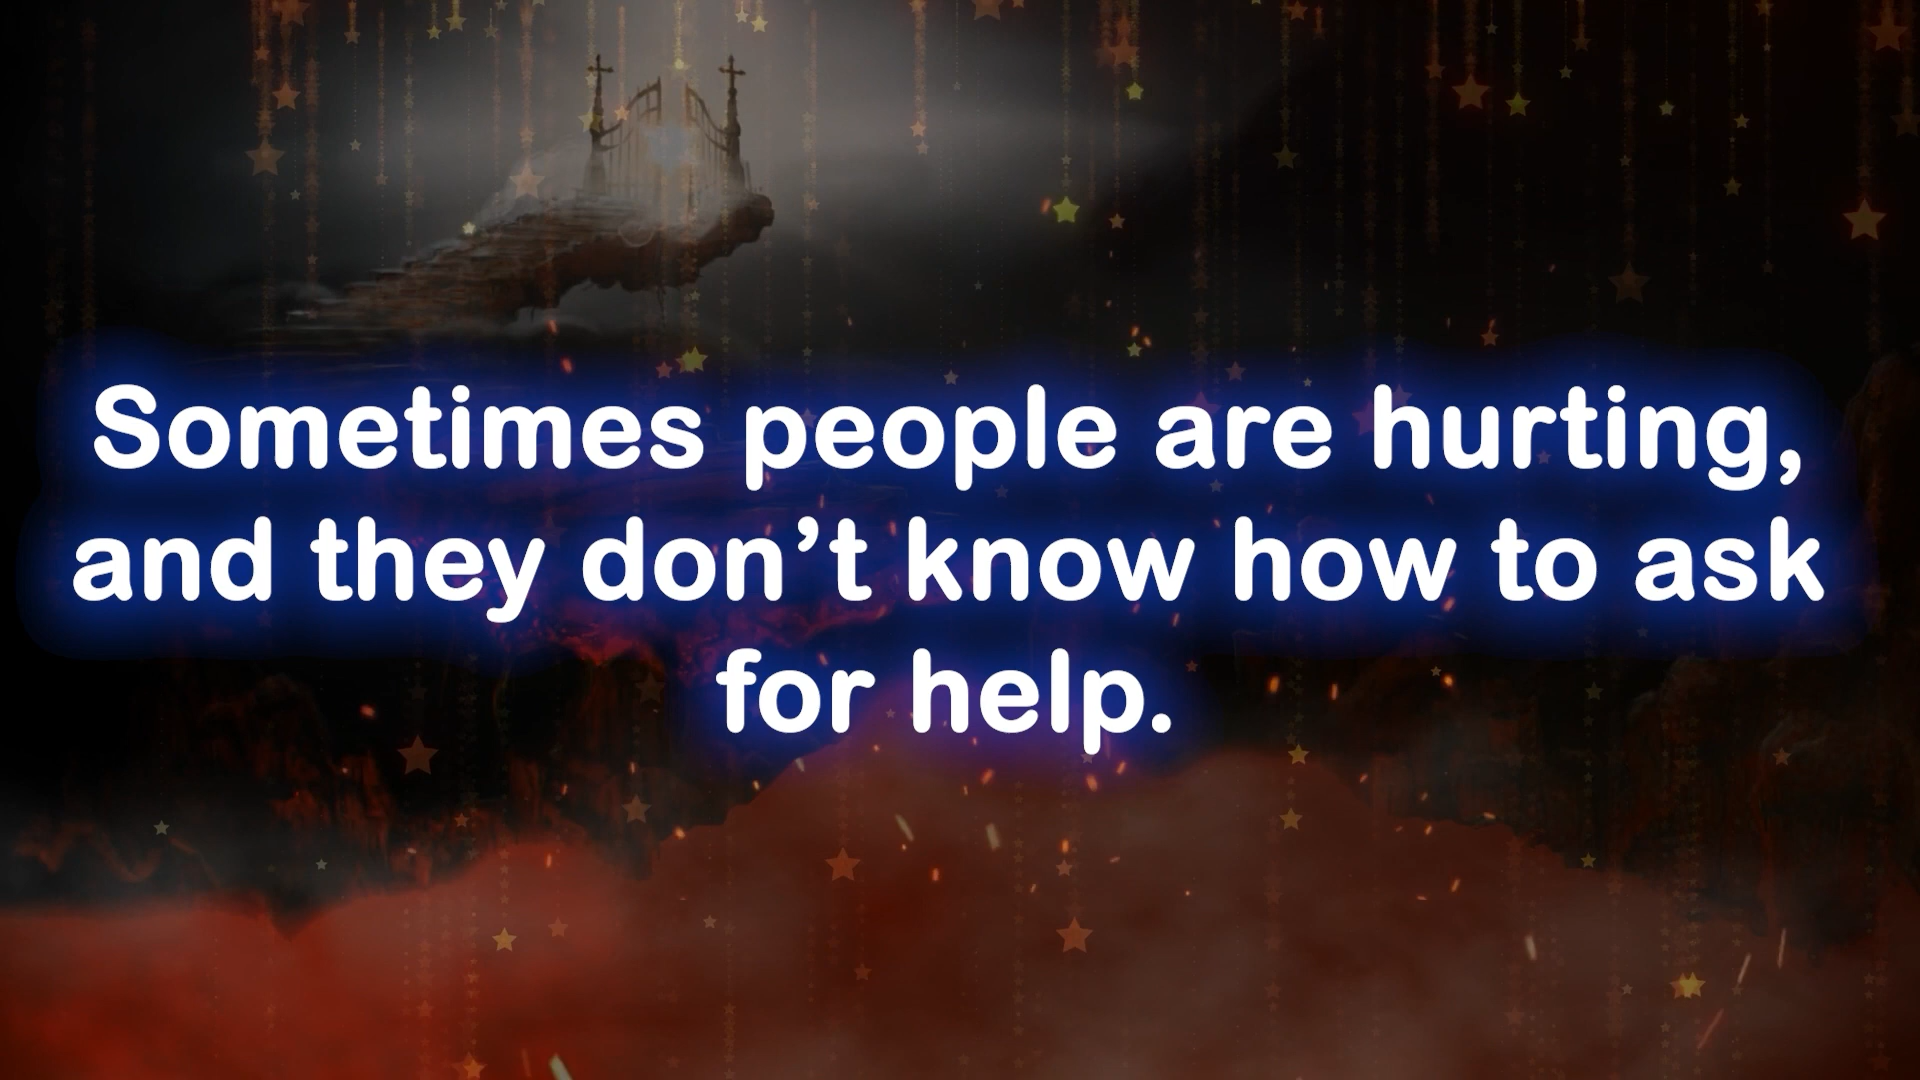 Sometimes people are hurting,
and they don’t know how to ask
for help.